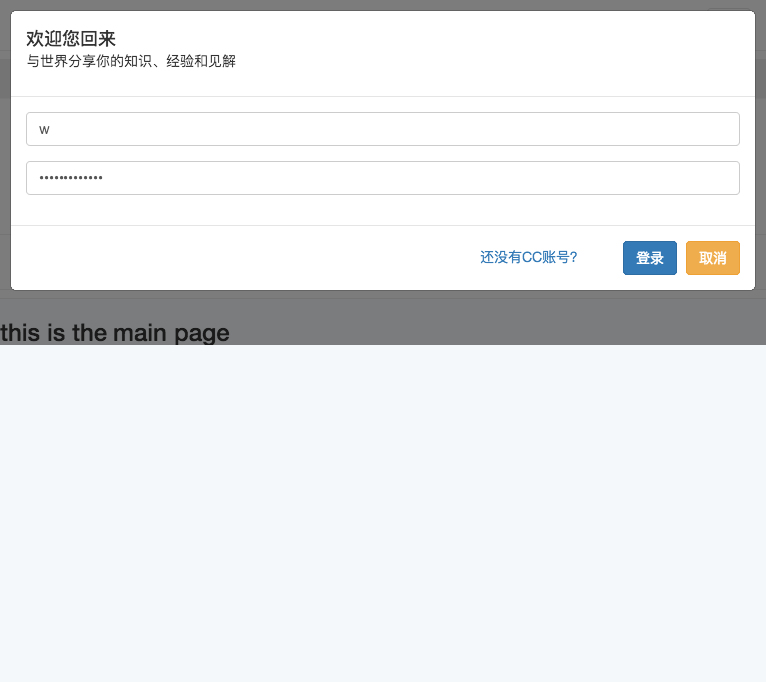 欢迎您回来
与世界分享你的知识、经验和见解
w
•••••••••••••
还没有CC账号?
登录
取消
this is the main page